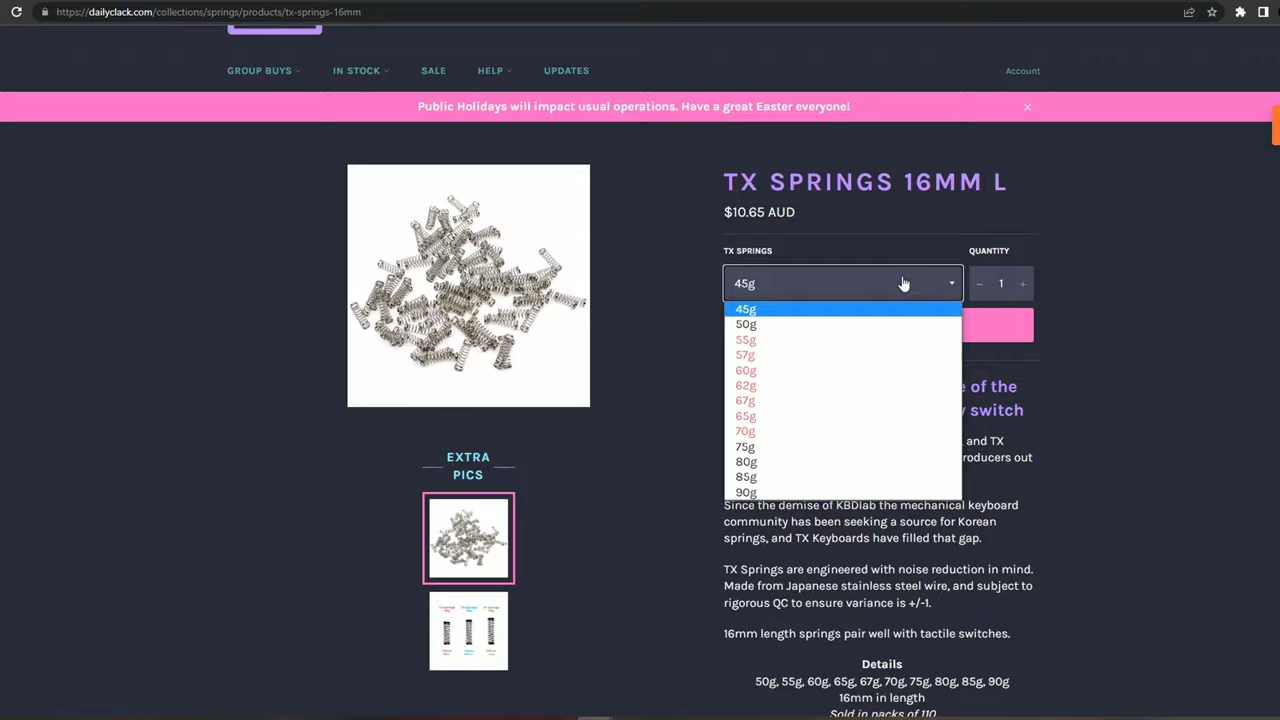 https://dailyclack.com/collections/springs/products/tx-springs-16mm
GROUP BUYS
IN STOCK
SALE
HELP
UPDATES
Account
Public Holidays will impact usual operations. Have a great Easter everyone!
TX SPRINGS 16MM L
$10.65 AUD
TX SPRINGS
QUANTITY
45g
− 1 +
45g
50g
55g
57g
60g
62g
67g
65g
70g
75g
80g
85g
90g
e of the
switch
, and TX
roducers out
Since the demise of KBDlab the mechanical keyboard
community has been seeking a source for Korean
springs, and TX Keyboards have filled that gap.
TX Springs are engineered with noise reduction in mind.
Made from Japanese stainless steel wire, and subject to
rigorous QC to ensure variance is +/-1.
16mm length springs pair well with tactile switches.
Details
50g, 55g, 60g, 65g, 67g, 70g, 75g, 80g, 85g, 90g
16mm in length
Sold in packs of 110
EXTRA
PICS